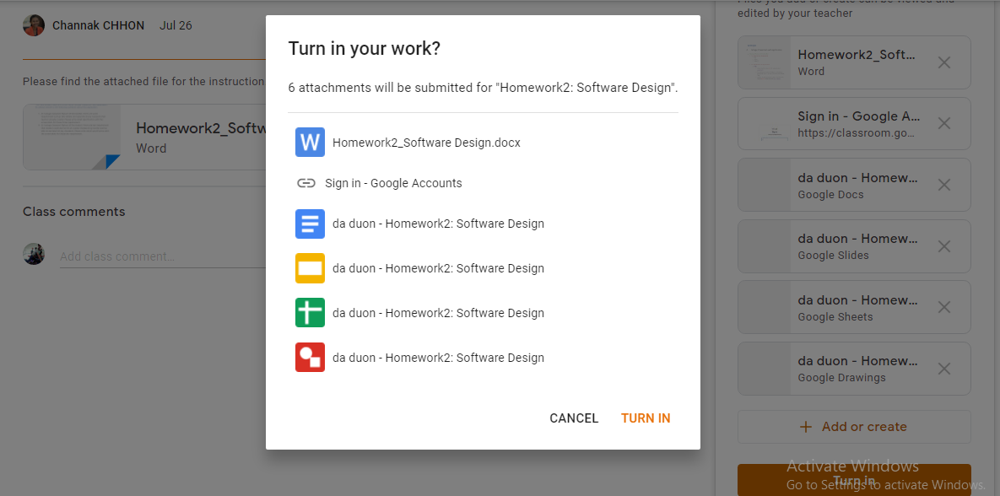 Channak CHHON Jul 26
Please find the attached file for the instruction
Homework2_Softw
Word
Class comments
Add class comment...
Turn in your work?
6 attachments will be submitted for "Homework2: Software Design".
W
Homework2_Software Design.docx
Sign in - Google Accounts
da duon - Homework2: Software Design
da duon - Homework2: Software Design
da duon - Homework2: Software Design
da duon - Homework2: Software Design
CANCEL TURN IN
edited by your teacher
Homework2_Soft...
Word
Sign in - Google A...
https://classroom.go...
da duon - Homew...
Google Docs
da duon - Homew...
Google Slides
da duon - Homew...
Google Sheets
da duon - Homew...
Google Drawings
+ Add or create
Turn in
Activate Windows
Go to Settings to activate Windows.